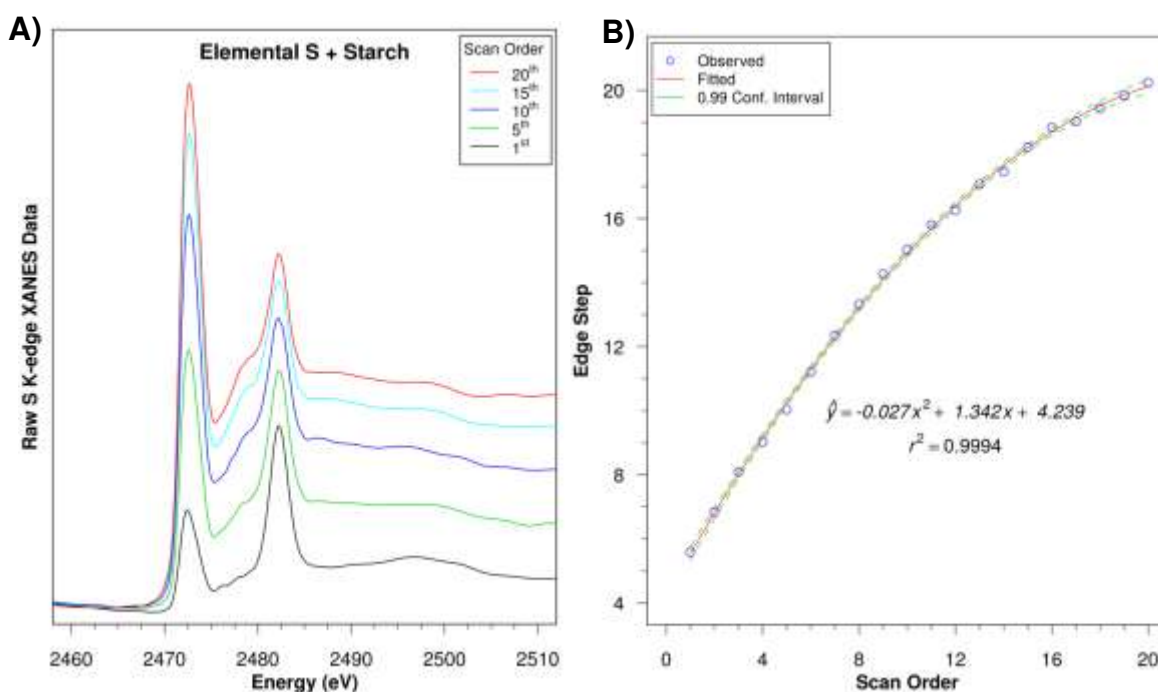 A)
Elemental S + Starch
Scan Order
20th
15th
10th
5th
1st
Raw S K-edge XANES Data
2460 2470 2480 2490 2500 2510
Energy (eV)
B)
Observed
Fitted
0.99 Conf. Interval
20
16
12
8
4
Edge Step
ŷ = -0.027x² + 1.342x + 4.239
r² = 0.9994
0 4 8 12 16 20
Scan Order